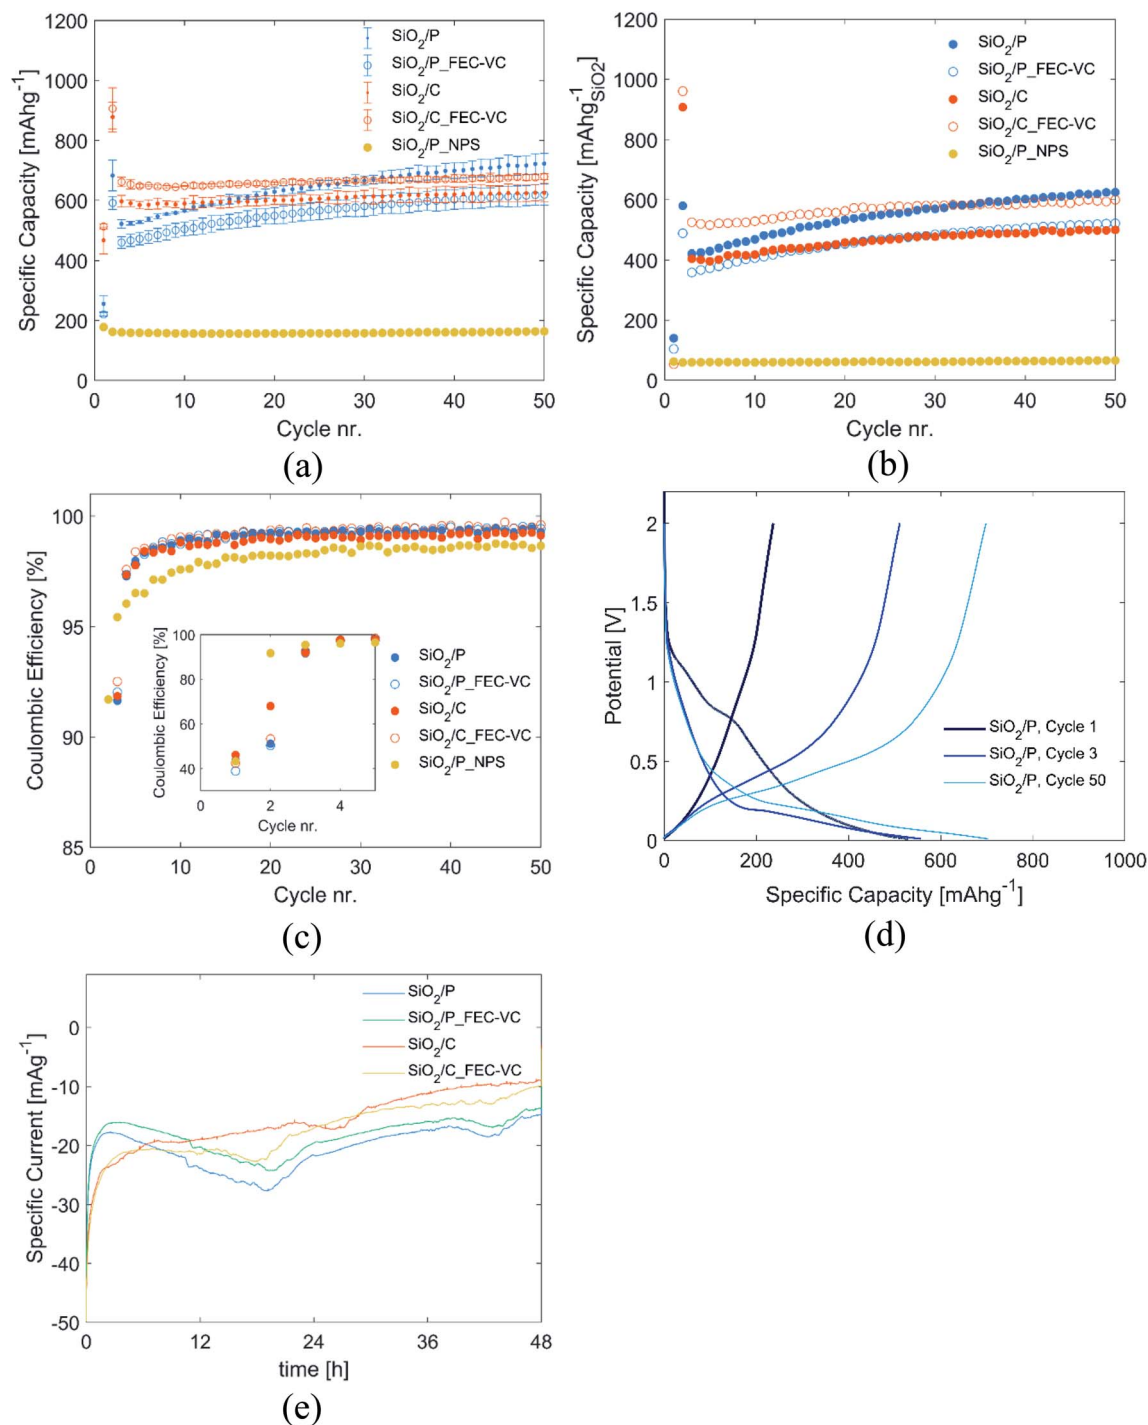 1200
1000
800
600
400
200
0
Specific Capacity [mAhg⁻¹]
SiO₂/P
SiO₂/P_FEC-VC
SiO₂/C
SiO₂/C_FEC-VC
SiO₂/P_NPS
0 10 20 30 40 50
Cycle nr.
(a)
1200
1000
800
600
400
200
0
Specific Capacity [mAhg⁻¹SiO2]
SiO₂/P
SiO₂/P_FEC-VC
SiO₂/C
SiO₂/C_FEC-VC
SiO₂/P_NPS
0 10 20 30 40 50
Cycle nr.
(b)
100
95
90
85
Coulombic Efficiency [%]
100
80
60
40
Coulombic Efficiency [%]
0 2 4
Cycle nr.
SiO₂/P
SiO₂/P_FEC-VC
SiO₂/C
SiO₂/C_FEC-VC
SiO₂/P_NPS
0 10 20 30 40 50
Cycle nr.
(c)
2
1.5
1
0.5
0
Potential [V]
SiO₂/P, Cycle 1
SiO₂/P, Cycle 3
SiO₂/P, Cycle 50
0 200 400 600 800 1000
Specific Capacity [mAhg⁻¹]
(d)
0
-10
-20
-30
-40
-50
Specific Current [mAg⁻¹]
SiO₂/P
SiO₂/P_FEC-VC
SiO₂/C
SiO₂/C_FEC-VC
0 12 24 36 48
time [h]
(e)